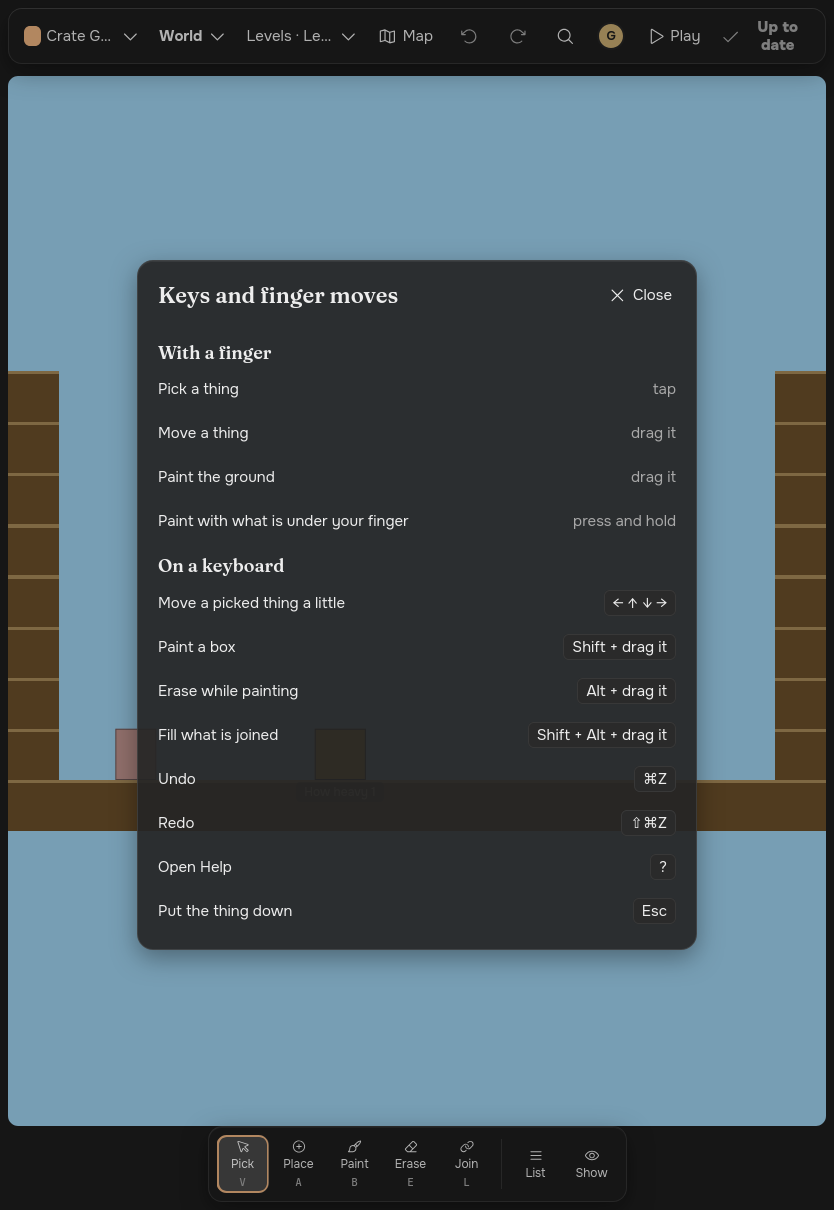 Crate G... World Levels · Le... Map G Play Up to
date
Keys and finger moves Close
With a finger
Pick a thing tap
Move a thing drag it
Paint the ground drag it
Paint with what is under your finger press and hold
On a keyboard
Move a picked thing a little ← ↑ ↓ →
Paint a box Shift + drag it
Erase while painting Alt + drag it
Fill what is joined Shift + Alt + drag it
Undo ⌘Z
Redo ⇧⌘Z
Open Help ?
Put the thing down Esc
Pick Place Paint Erase Join List Show
V A B E L